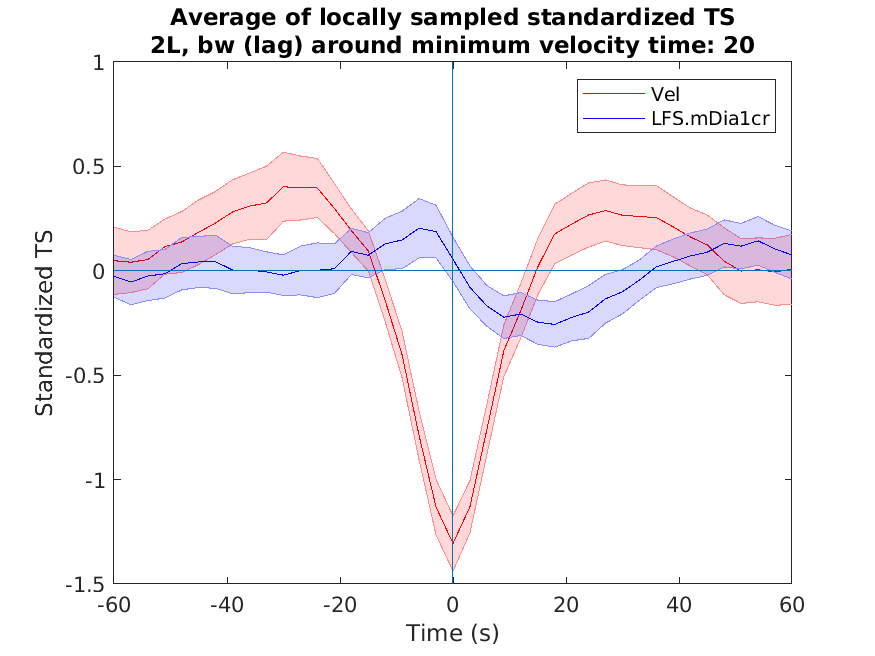 Average of locally sampled standardized TS
2L, bw (lag) around minimum velocity time: 20
Vel
LFS.mDia1cr
Standardized TS
1
0.5
0
-0.5
-1
-1.5
-60
-40
-20
0
20
40
60
Time (s)